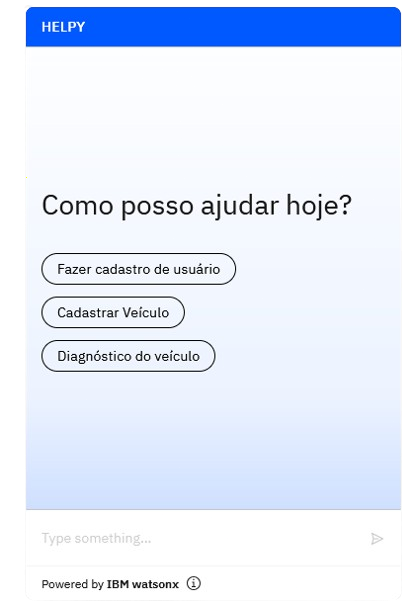 HELPY
Como posso ajudar hoje?
Fazer cadastro de usuário
Cadastrar Veículo
Diagnóstico do veículo
Type something...
Powered by IBM watsonx